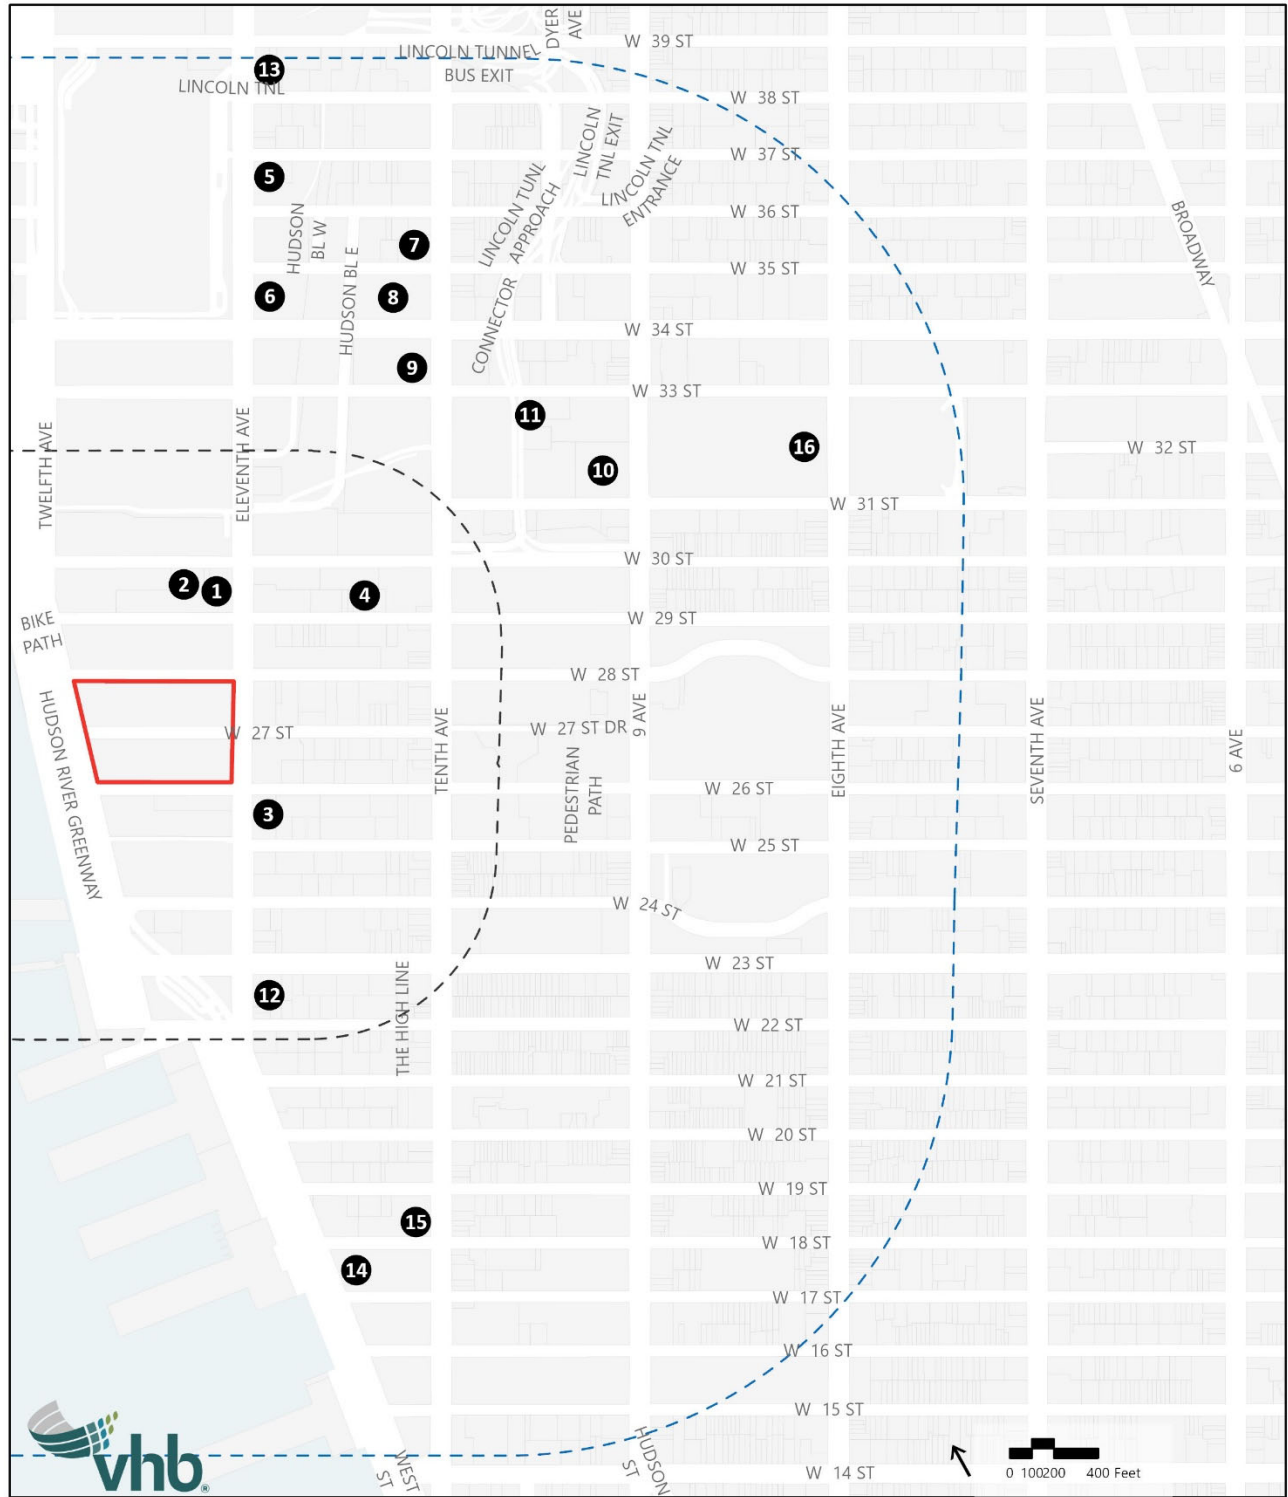 DYER
AVE
W 39 ST
LINCOLN TUNNEL
BUS EXIT
13
LINCOLN TNL
W 38 ST
LINCOLN
TNL EXIT
LINCOLN TNL
ENTRANCE
W 37 ST
5
LINCOLN TUNL
APPROACH
W 36 ST
BROADWAY
HUDSON
BL W
7
W 35 ST
6
8
HUDSON BL E
CONNECTOR
W 34 ST
9
W 33 ST
11
16
W 32 ST
TWELFTH AVE
ELEVENTH AVE
10
W 31 ST
W 30 ST
2
1
4
BIKE
PATH
W 29 ST
W 28 ST
HUDSON RIVER GREENWAY
W 27 ST
TENTH AVE
W 27 ST DR
9 AVE
EIGHTH AVE
SEVENTH AVE
6 AVE
PEDESTRIAN
PATH
W 26 ST
3
W 25 ST
W 24 ST
W 23 ST
12
THE HIGH LINE
W 22 ST
W 21 ST
W 20 ST
W 19 ST
15
W 18 ST
14
W 17 ST
W 16 ST
W 15 ST
vhb®
WEST
ST
HUDSON
ST
W 14 ST
0 100200 400 Feet